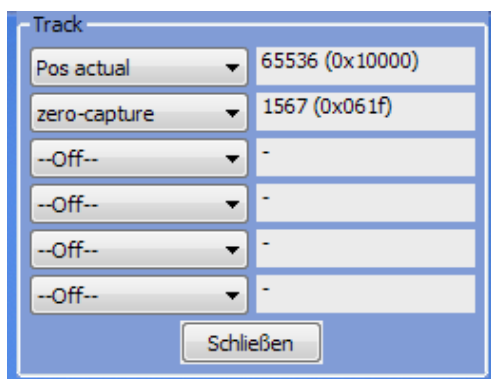 Track
Pos actual 65536 (0x10000)
zero-capture 1567 (0x061f)
--Off-- -
--Off-- -
--Off-- -
--Off-- -
Schließen